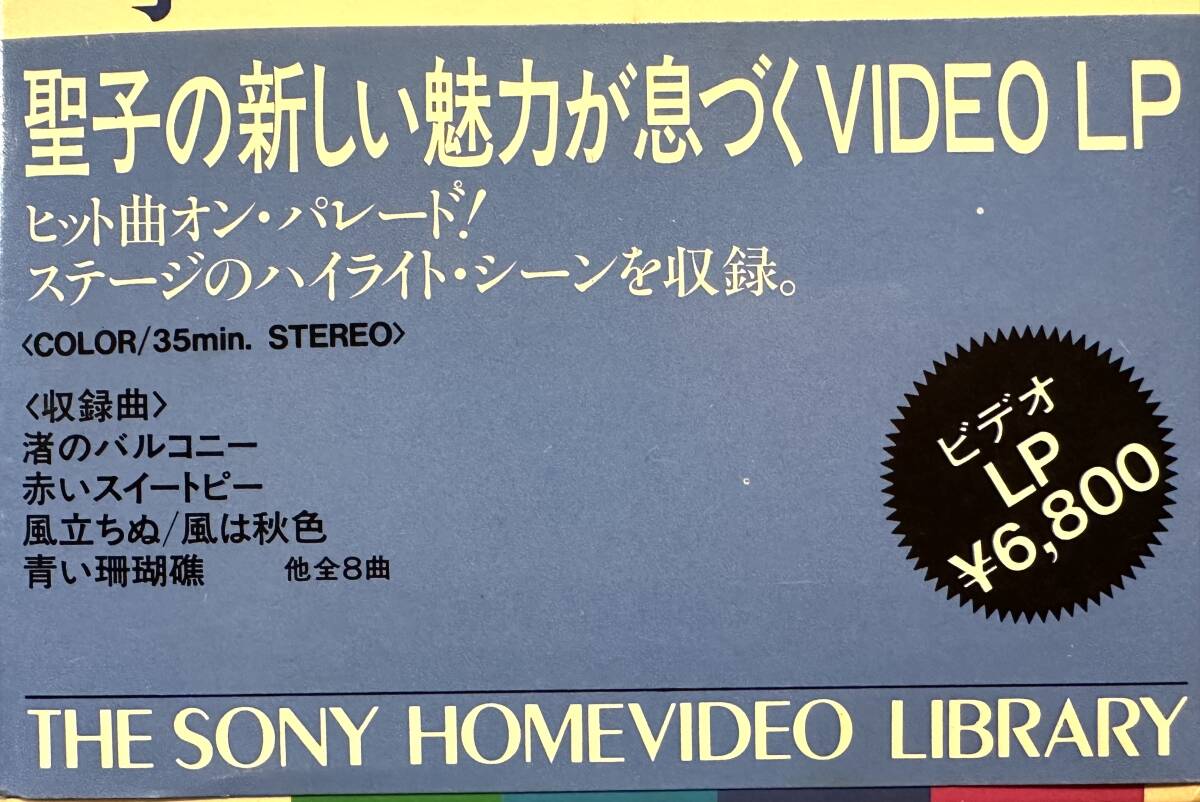 聖子の新しい魅力が息づくVIDEO LP
ヒット曲オン・パレード!
ステージのハイライト・シーンを収録。
〈COLOR/35min. STEREO〉
〈収録曲〉
渚のバルコニー
赤いスイートピー
風立ちぬ/風は秋色
青い珊瑚礁 他全8曲
ビデオ
LP
¥6,800
THE SONY HOMEVIDEO LIBRARY